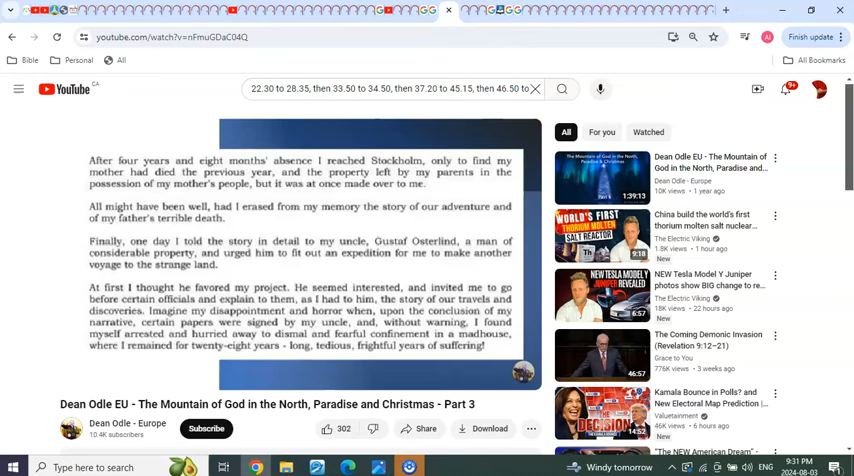 youtube.com/watch?v=nFmuGDaC04Q
Finish update
Bible
Relay
All
All Bookmarks
YouTube CA
22.30 to 28.35, then 33.50 to 34.50, then 37.20 to 45.15, then 46.50 to
9+
After four years and eight months' absence I reached Stockholm, only to find my
mother had died the previous year, and the property left by my parents in the
possession of my mother's people, but it was at once made over to me.
All might have been well, had I erased from my memory the story of our adventure and
of my father's terrible death.
Finally, one day I told the story in detail to my uncle, Gustaf Osterlind, a man of
considerable property, and urged him to fit out an expedition for me to make another
voyage to the strange land.
At first I thought he favored my project. He seemed interested, and invited me to go
before certain officials and explain to them, as I had to him, the story of our travels and
discoveries. Imagine my disappointment and horror when, upon the conclusion of my
narrative, certain papers were signed by my uncle, and, without warning, I found
myself arrested and hurried away to dismal and fearful confinement in a madhouse,
where I remained for twenty-eight years - long, tedious, frightful years of suffering!
Dean Odle EU - The Mountain of God in the North, Paradise and Christmas - Part 3
Dean Odle - Europe
10.4K subscribers
Subscribe
302
Share
Download
All
For you
Watched
1:39:13
Dean Odle EU - The Mountain of
God in the North, Paradise and…
Dean Odle - Europe
10K views • 1 year ago
WORLD'S FIRST
THORIUM MOLTEN
SALT REACTOR
Th
9:18
China build the world's first
thorium molten salt nuclear…
The Electric Viking
1.8K views • 1 hour ago
New
NEW TESLA MODEL Y
JUNIPER
REVEALED
6:57
NEW Tesla Model Y Juniper
photos show BIG change to re…
The Electric Viking
18K views • 22 hours ago
New
46:57
The Coming Demonic Invasion
(Revelation 9:12–21)
Grace to You
776K views • 3 weeks ago
THE
DECISION
14:52
Kamala Bounce in Polls? and
New Electoral Map Prediction |…
Valuetainment
46K views • 6 hours ago
New
"The NEW American Dream" -
Type here to search
Windy tomorrow
ENG
9:31 PM
2024-08-03